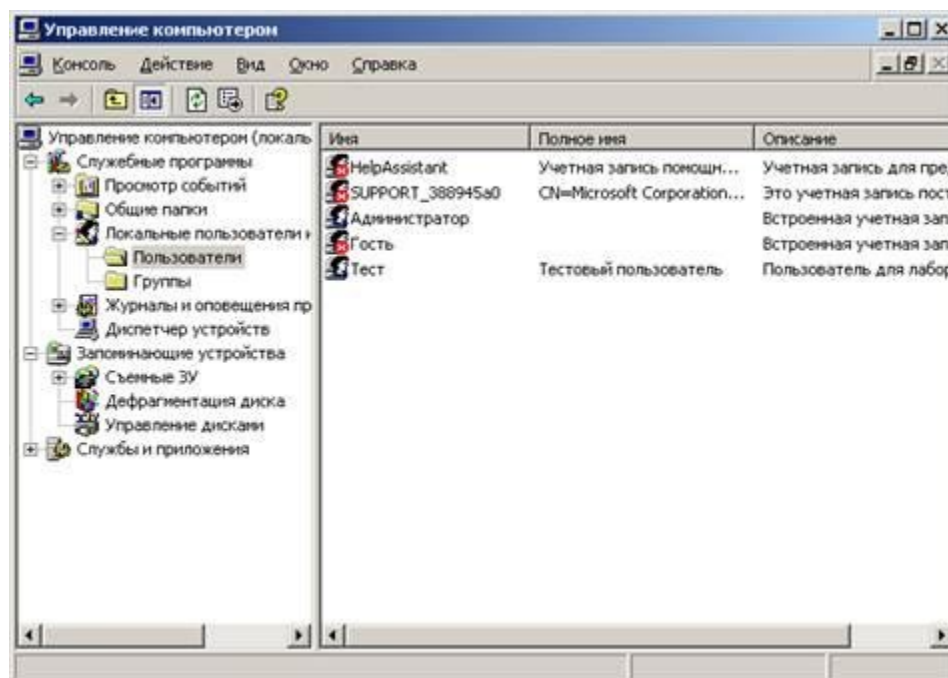 Управление компьютером
Консоль Действие Вид Окно Справка
Управление компьютером (локаль
Служебные программы
Просмотр событий
Общие папки
Локальные пользователи и
Пользователи
Группы
Журналы и оповещения пр
Диспетчер устройств
Запоминающие устройства
Съемные ЗУ
Дефрагментация диска
Управление дисками
Службы и приложения
Имя Полное имя Описание
HelpAssistant Учетная запись помощн... Учетная запись для пре
SUPPORT_388945a0 CN=Microsoft Corporation... Это учетная запись пост
Администратор Встроенная учетная зап
Гость Встроенная учетная зап
Тест Тестовый пользователь Пользователь для лабор